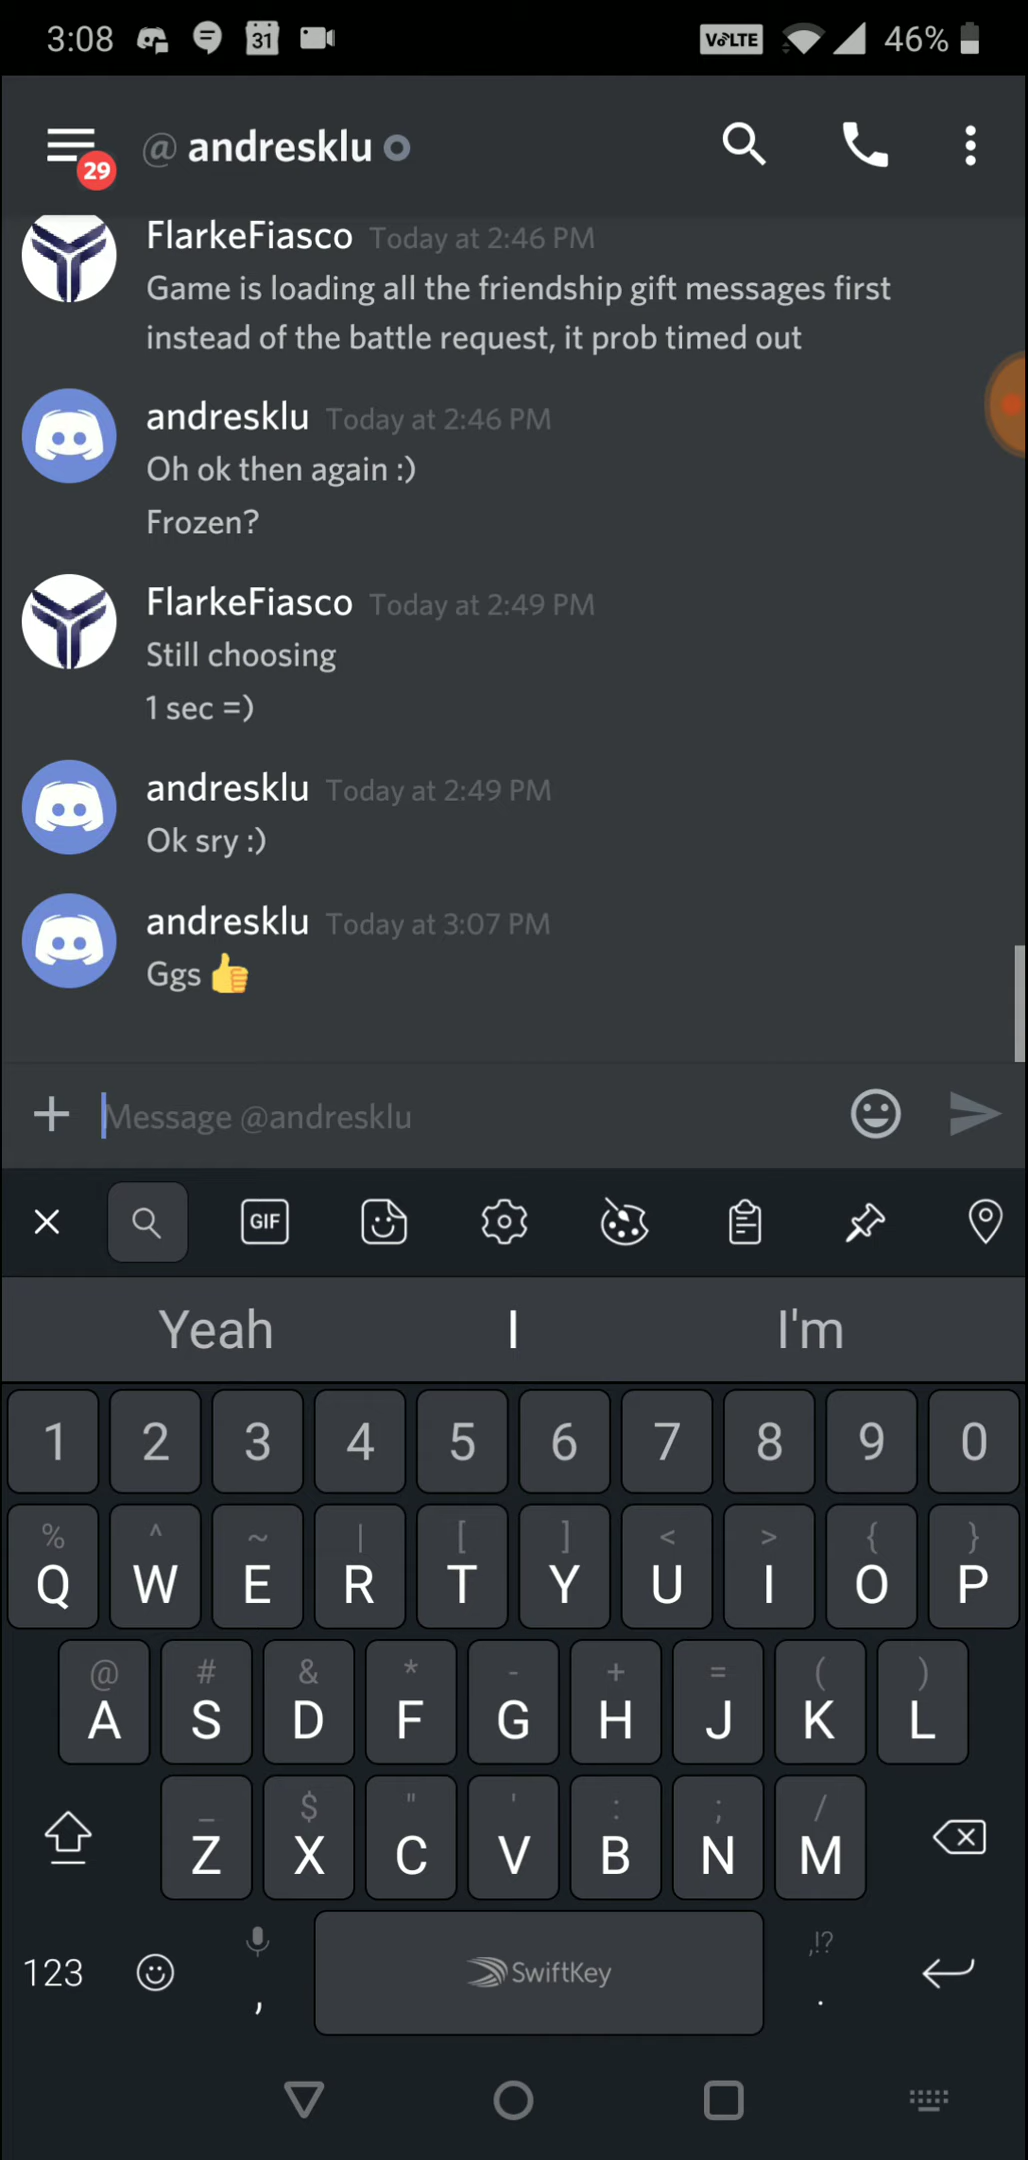 3:08 31 VoLTE 46%
29 @ andresklu
FlarkeFiasco Today at 2:46 PM
Game is loading all the friendship gift messages first
instead of the battle request, it prob timed out
andresklu Today at 2:46 PM
Oh ok then again :)
Frozen?
FlarkeFiasco Today at 2:49 PM
Still choosing
1 sec =)
andresklu Today at 2:49 PM
Ok sry :)
andresklu Today at 3:07 PM
Ggs 👍
Message @andresklu
GIF
Yeah I I'm
1 2 3 4 5 6 7 8 9 0
% ^ ~ | [ ] < > { }
Q W E R T Y U I O P
@ # & * - + = ( )
A S D F G H J K L
_ $ " ' : ; /
Z X C V B N M
,!?
123 , SwiftKey .